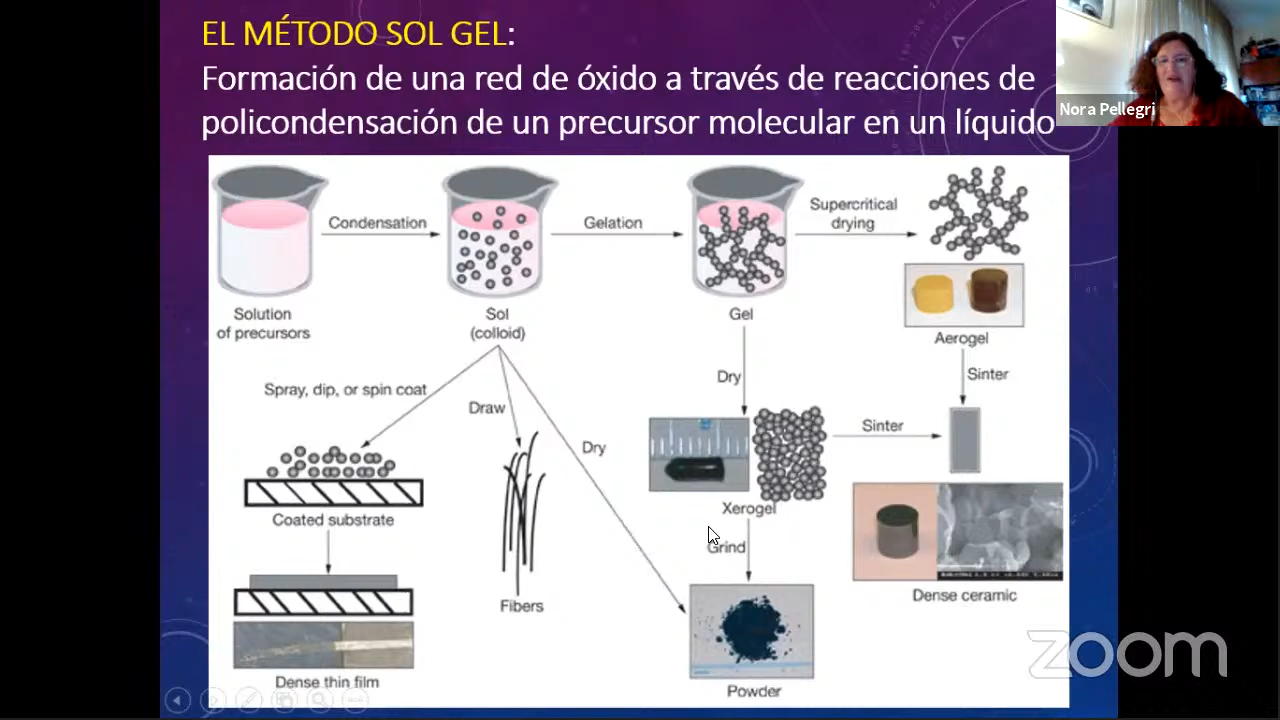 EL MÉTODO SOL GEL:
Formación de una red de óxido a través de reacciones de
policondensación de un precursor molecular en un líquido
Nora Pellegri
Condensation
Gelation
Supercritical
drying
Solution
of precursors
Sol
(colloid)
Gel
Aerogel
Spray, dip, or spin coat
Draw
Dry
Dry
Sinter
Sinter
Coated substrate
Xerogel
Grind
Fibers
Dense ceramic
Dense thin film
Powder
zoom